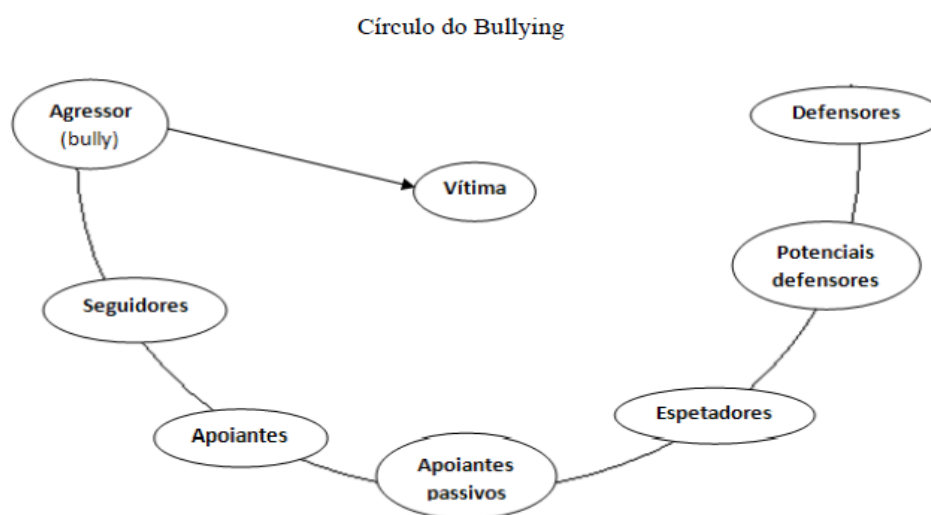 Círculo do Bullying
Agressor
(bully)
Vítima
Defensores
Potenciais
defensores
Seguidores
Apoiantes
Apoiantes
passivos
Espetadores